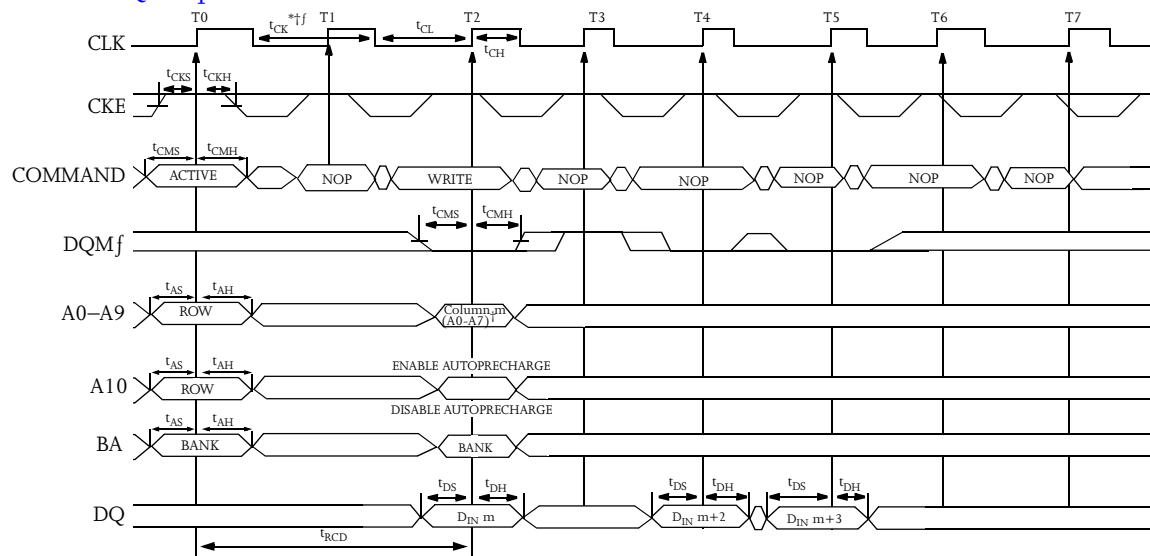 T0 T1 T2 T3 T4 T5 T6 T7
CLK tCK*†ƒ tCL tCH
CKE tCKS tCKH
tCMS tCMH
COMMAND ACTIVE NOP WRITE NOP NOP NOP NOP NOP
tCMS tCMH
DQMƒ
tAS tAH
A0–A9 ROW Column m
(A0-A7)†
tAS tAH ENABLE AUTOPRECHARGE
A10 ROW
DISABLE AUTOPRECHARGE
tAS tAH
BA BANK BANK
tDS tDH tDS tDH tDS tDH
DQ DIN m DIN m+2 DIN m+3
tRCD